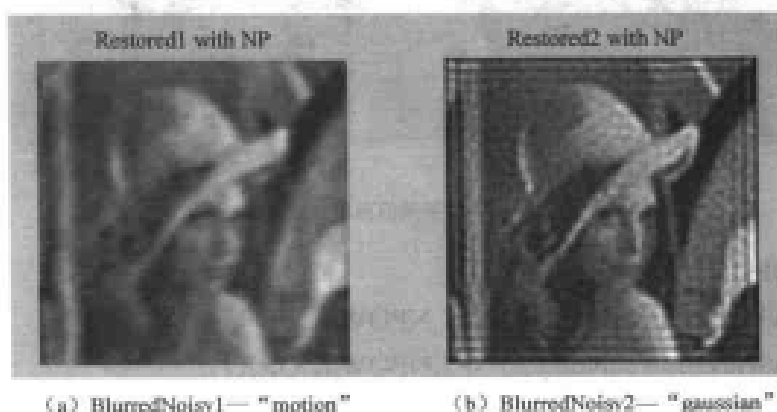 Restored1 with NP
Restored2 with NP
(a) BlurredNoisy1— “motion”
(b) BlurredNoisy2— “gaussian”